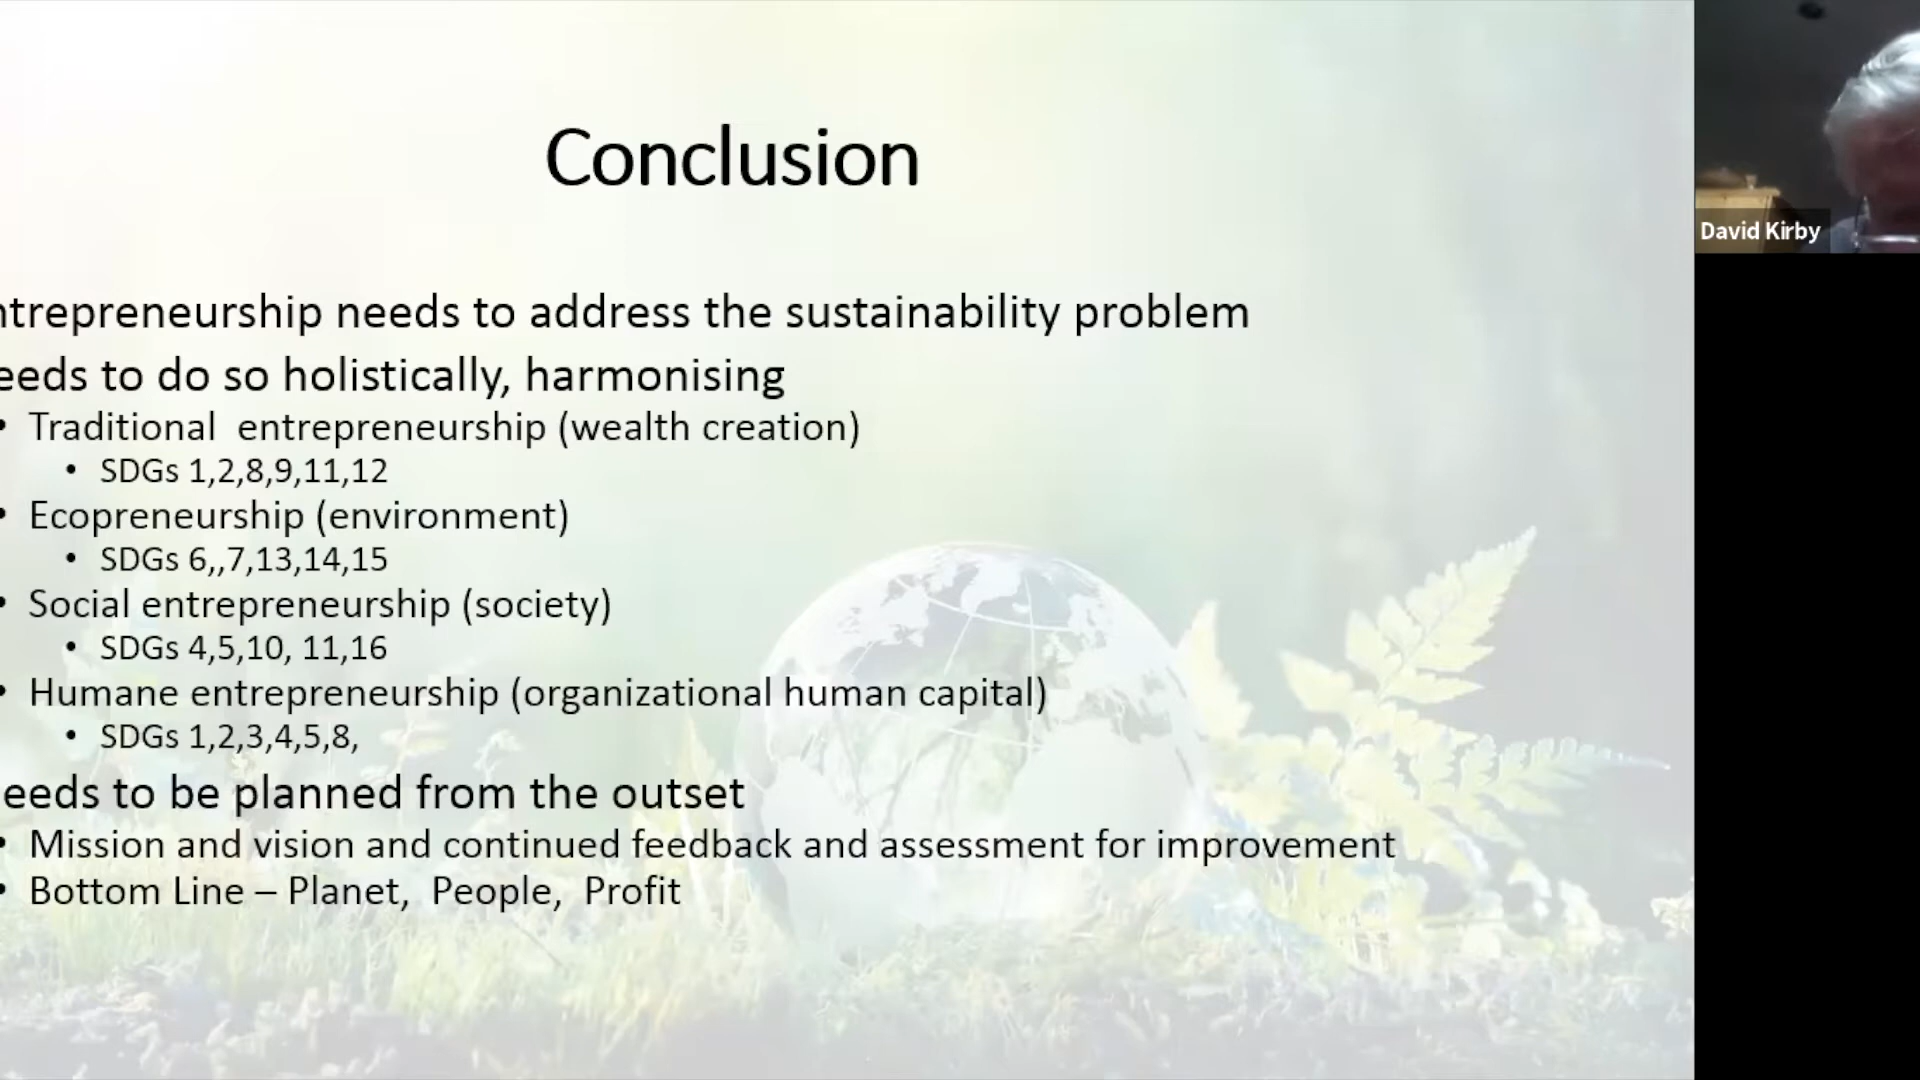 Conclusion
ntrepreneurship needs to address the sustainability problem
eeds to do so holistically, harmonising
• Traditional  entrepreneurship (wealth creation)
• SDGs 1,2,8,9,11,12
• Ecopreneurship (environment)
• SDGs 6,,7,13,14,15
• Social entrepreneurship (society)
• SDGs 4,5,10, 11,16
• Humane entrepreneurship (organizational human capital)
• SDGs 1,2,3,4,5,8,
eeds to be planned from the outset
• Mission and vision and continued feedback and assessment for improvement
• Bottom Line – Planet,  People,  Profit
David Kirby